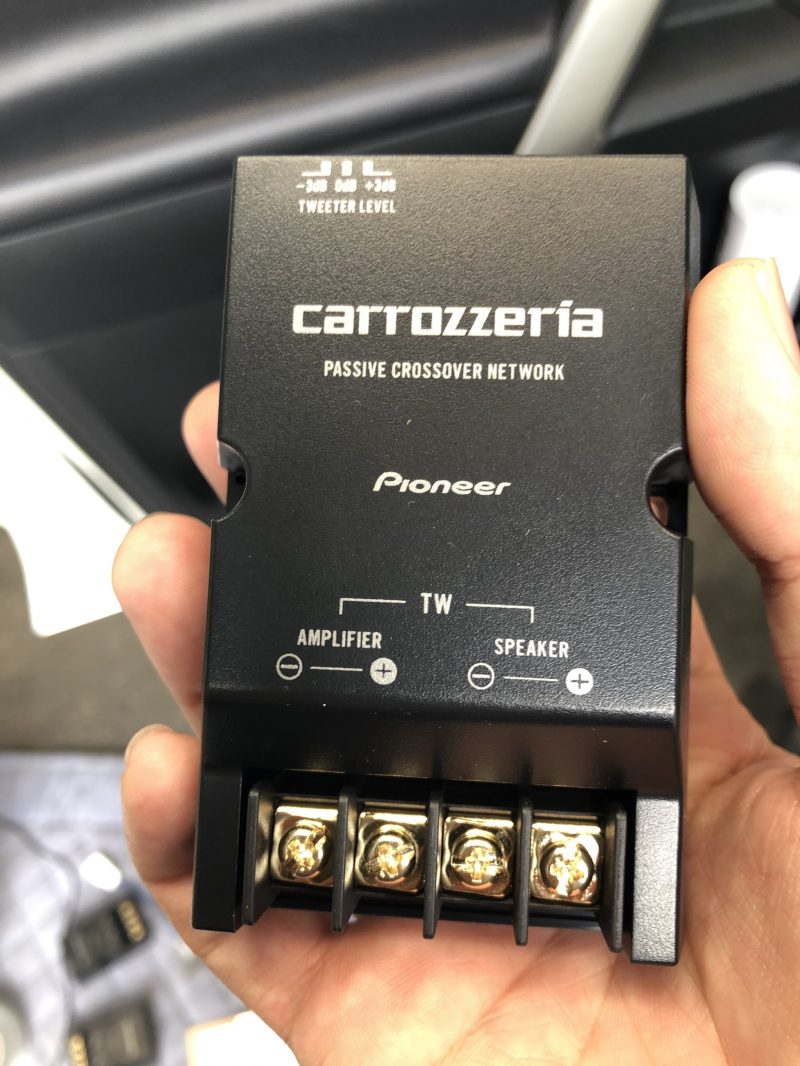 -3dB 0dB +3dB
TWEETER LEVEL
carrozzeria
PASSIVE CROSSOVER NETWORK
Pioneer
TW
AMPLIFIER SPEAKER
⊖ ⊕ ⊖ ⊕